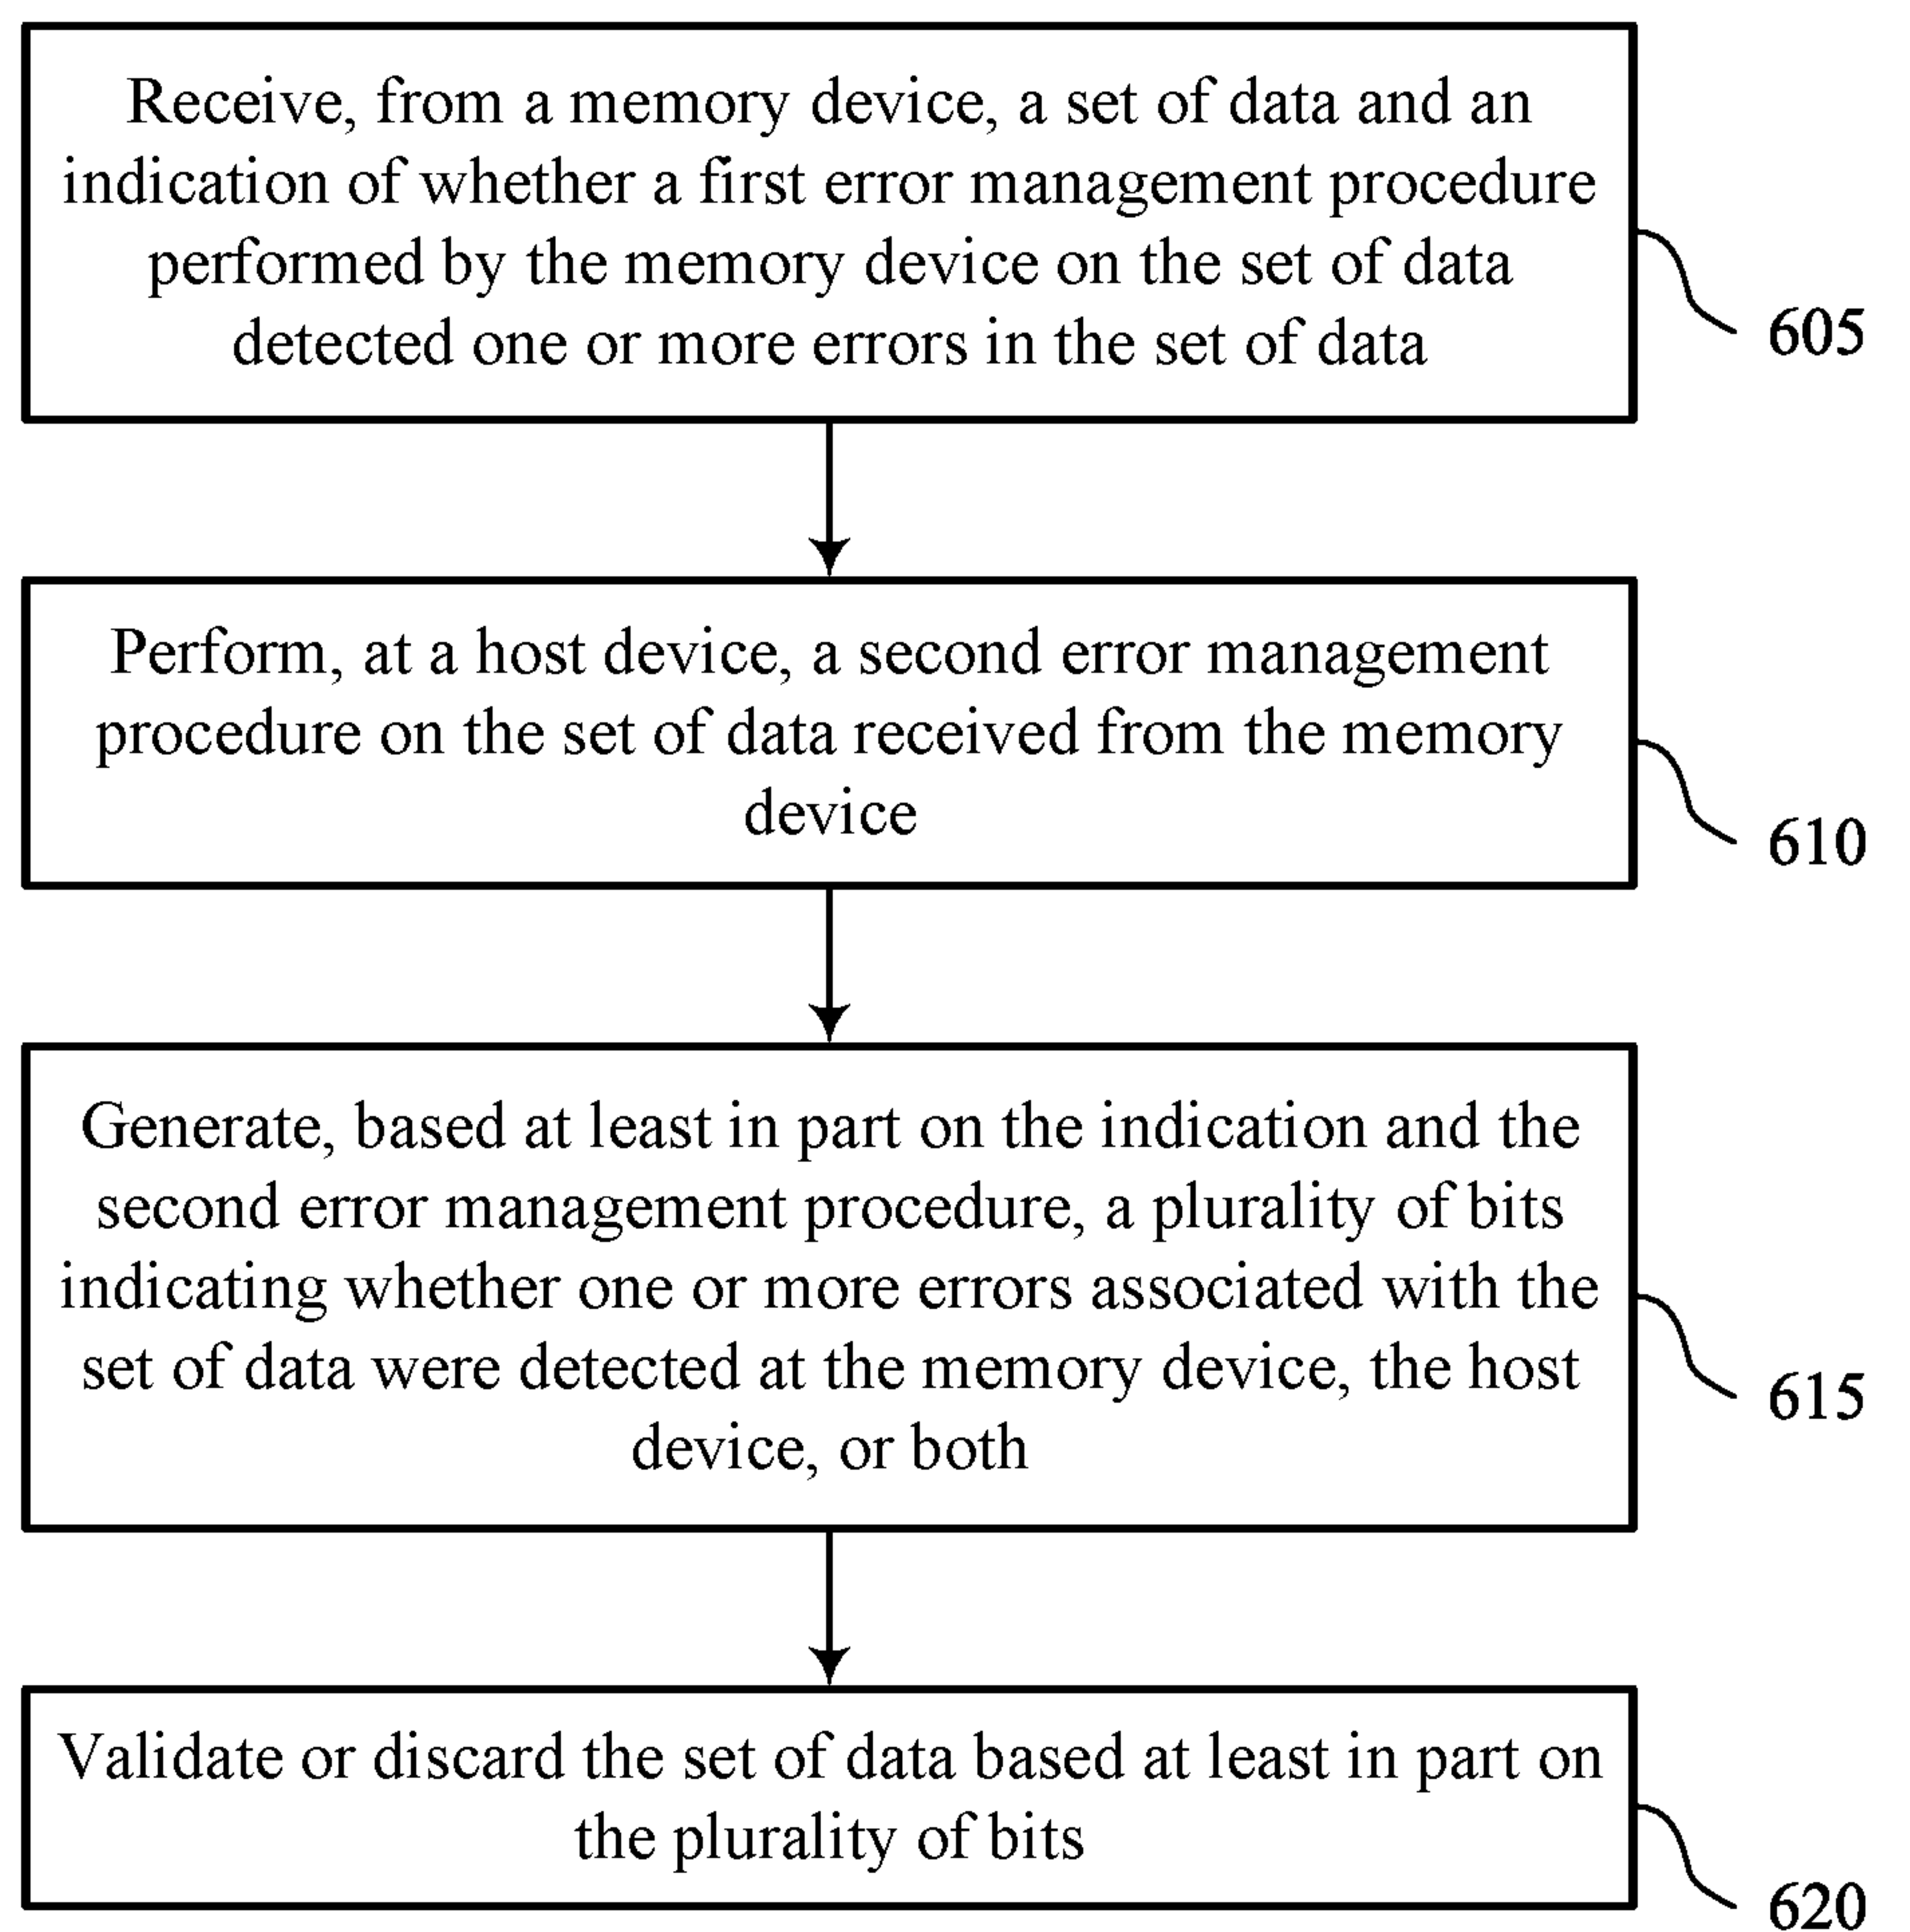 Receive, from a memory device, a set of data and an
indication of whether a first error management procedure
performed by the memory device on the set of data
detected one or more errors in the set of data
605
Perform, at a host device, a second error management
procedure on the set of data received from the memory
device
610
Generate, based at least in part on the indication and the
second error management procedure, a plurality of bits
indicating whether one or more errors associated with the
set of data were detected at the memory device, the host
device, or both
615
Validate or discard the set of data based at least in part on
the plurality of bits
620